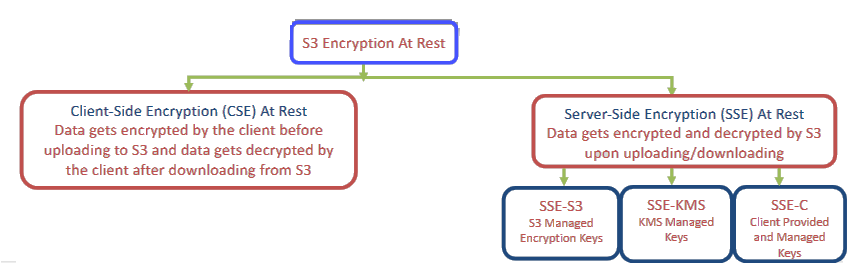 S3 Encryption At Rest
Client-Side Encryption (CSE) At Rest
Data gets encrypted by the client before
uploading to S3 and data gets decrypted by
the client after downloading from S3
Server-Side Encryption (SSE) At Rest
Data gets encrypted and decrypted by S3
upon uploading/downloading
SSE-S3
S3 Managed
Encryption Keys
SSE-KMS
KMS Managed
Keys
SSE-C
Client Provided
and Managed
Keys